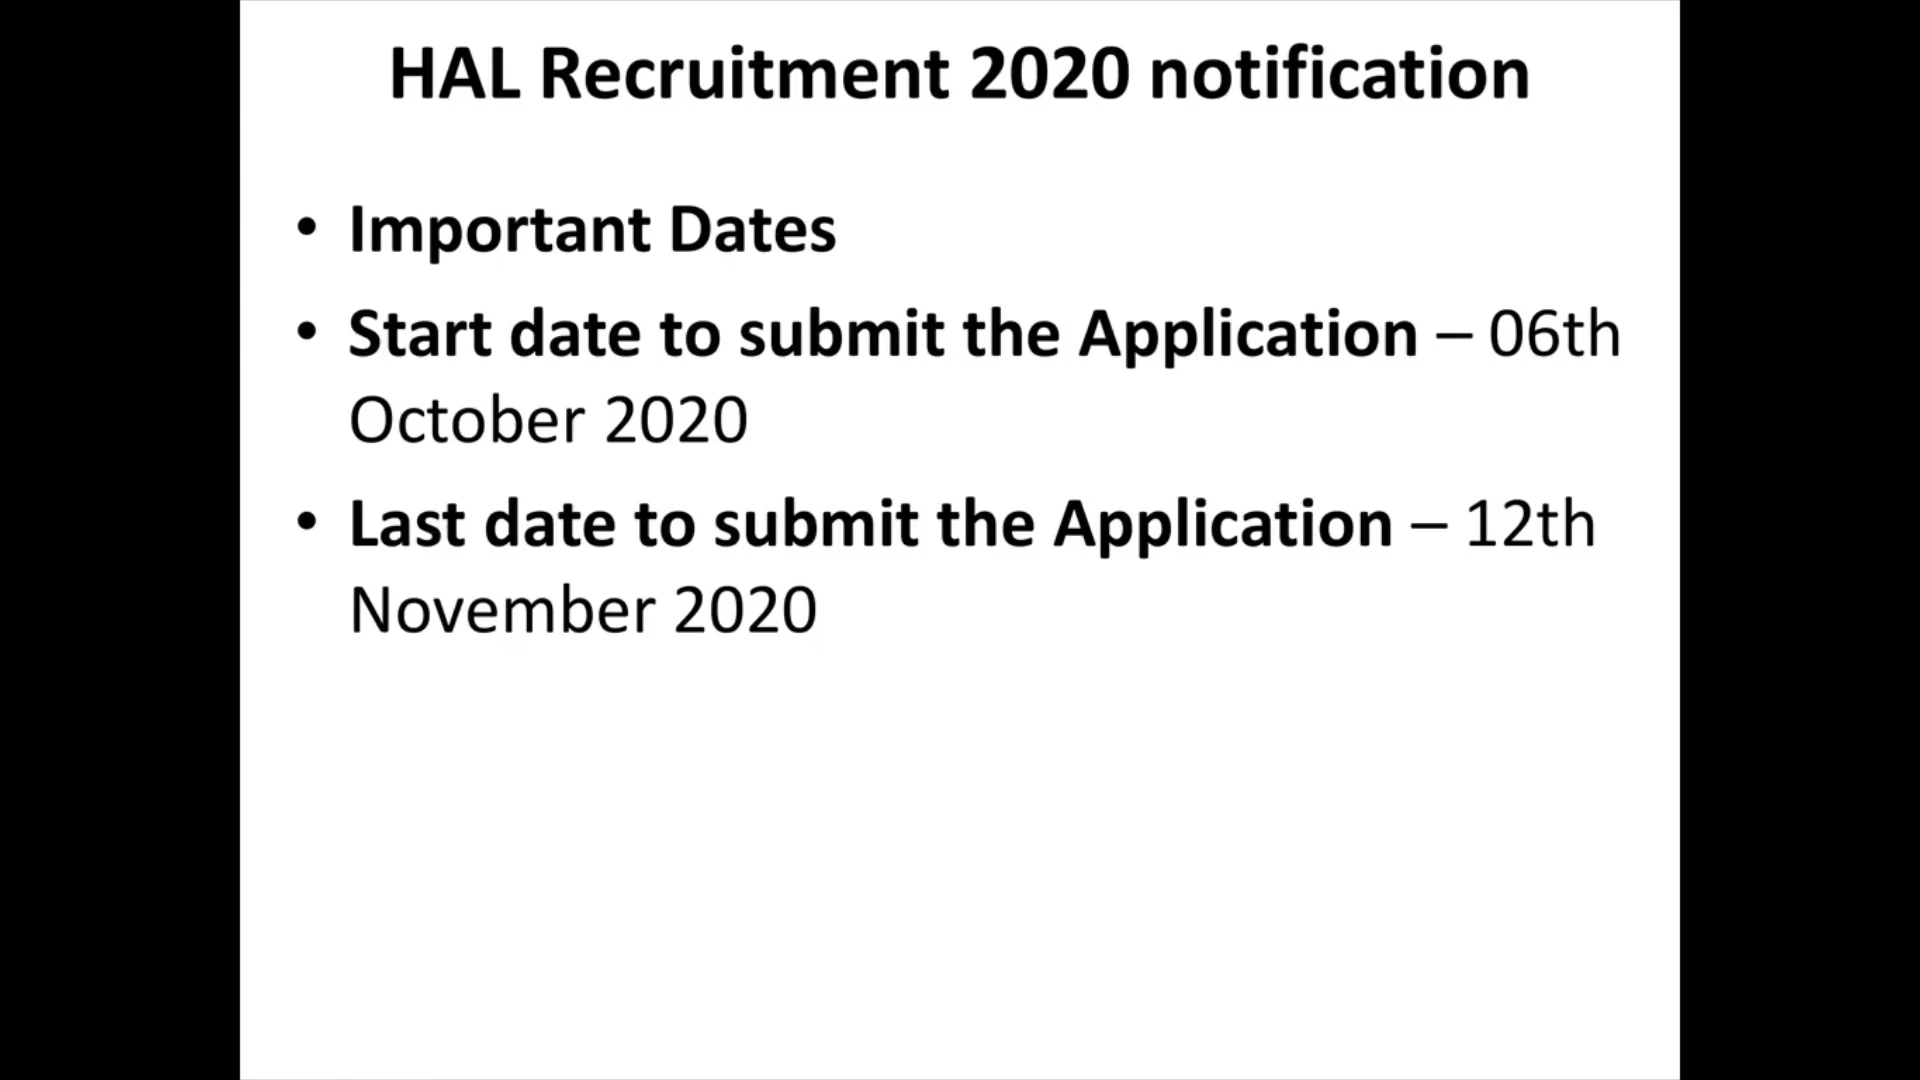 HAL Recruitment 2020 notification
• Important Dates
• Start date to submit the Application – 06th
October 2020
• Last date to submit the Application – 12th
November 2020